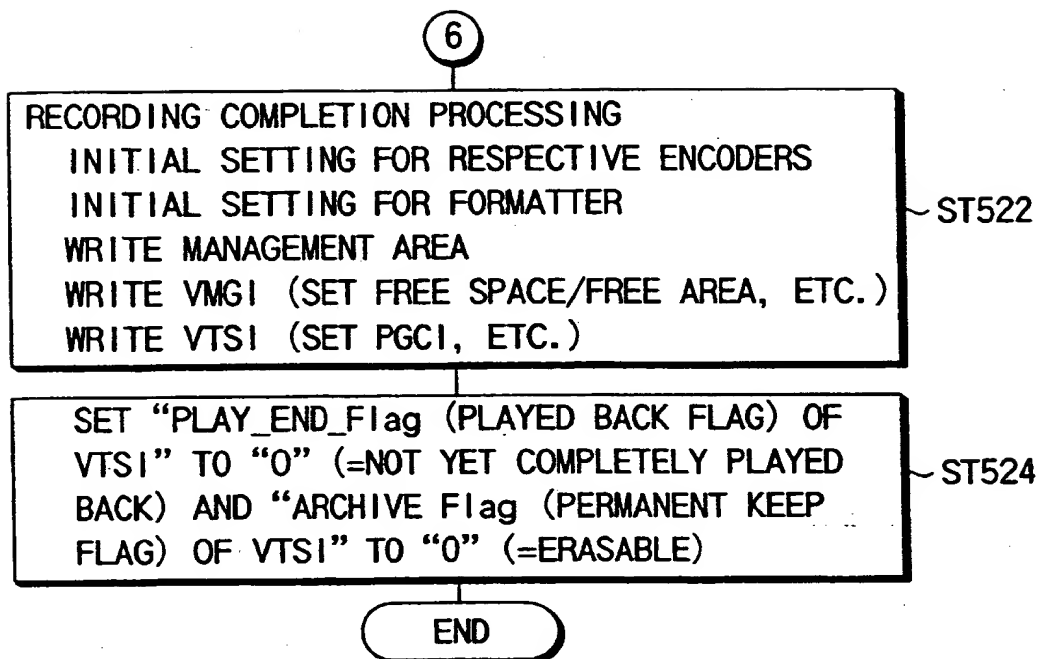 6
RECORDING COMPLETION PROCESSING
INITIAL SETTING FOR RESPECTIVE ENCODERS
INITIAL SETTING FOR FORMATTER
WRITE MANAGEMENT AREA
WRITE VMGI (SET FREE SPACE/FREE AREA, ETC.)
WRITE VTSI (SET PGCI, ETC.)
ST522
SET “PLAY_END_Flag (PLAYED BACK FLAG) OF
VTSI” TO “0” (=NOT YET COMPLETELY PLAYED
BACK) AND “ARCHIVE Flag (PERMANENT KEEP
FLAG) OF VTSI” TO “0” (=ERASABLE)
ST524
END